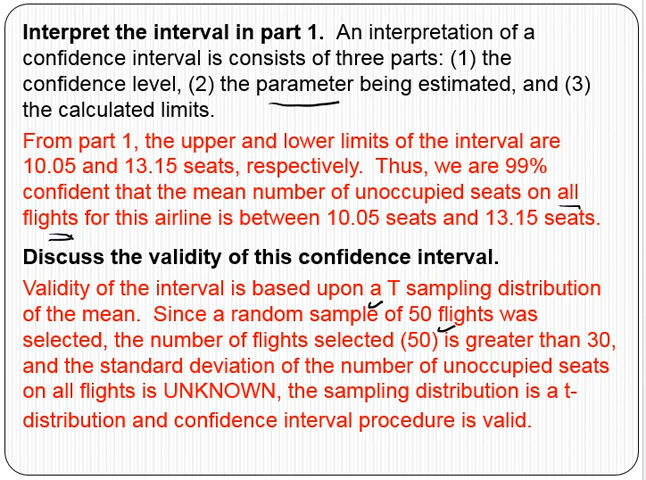 Interpret the interval in part 1. An interpretation of a
confidence interval is consists of three parts: (1) the
confidence level, (2) the parameter being estimated, and (3)
the calculated limits.
From part 1, the upper and lower limits of the interval are
10.05 and 13.15 seats, respectively. Thus, we are 99%
confident that the mean number of unoccupied seats on all
flights for this airline is between 10.05 seats and 13.15 seats.
Discuss the validity of this confidence interval.
Validity of the interval is based upon a T sampling distribution
of the mean. Since a random sample of 50 flights was
selected, the number of flights selected (50) is greater than 30,
and the standard deviation of the number of unoccupied seats
on all flights is UNKNOWN, the sampling distribution is a t-
distribution and confidence interval procedure is valid.